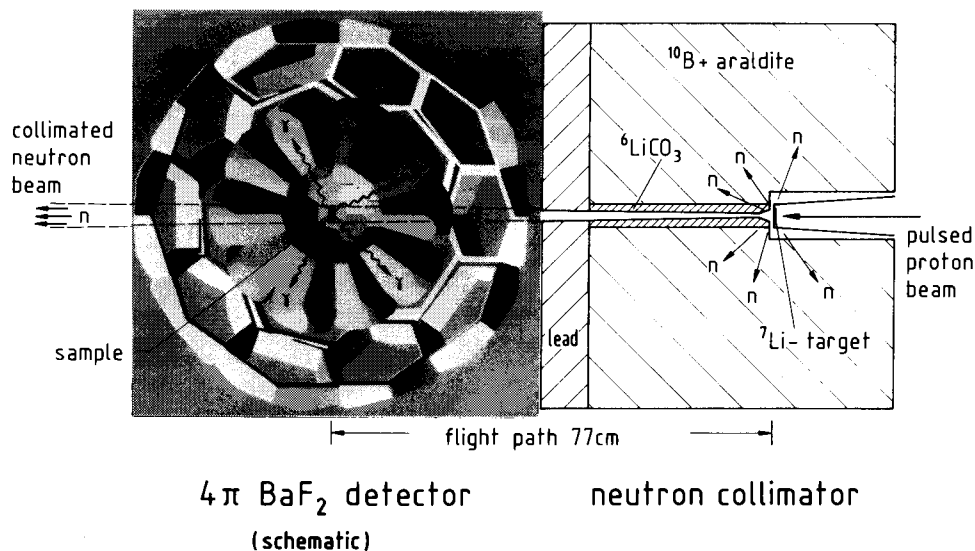 collimated
neutron
beam
n
sample
γ
γ
γ
¹⁰B+ araldite
⁶LiCO₃
n
n
n
n
n
n
n
pulsed
proton
beam
lead
⁷Li- target
flight path 77cm
4π BaF₂ detector
(schematic)
neutron collimator